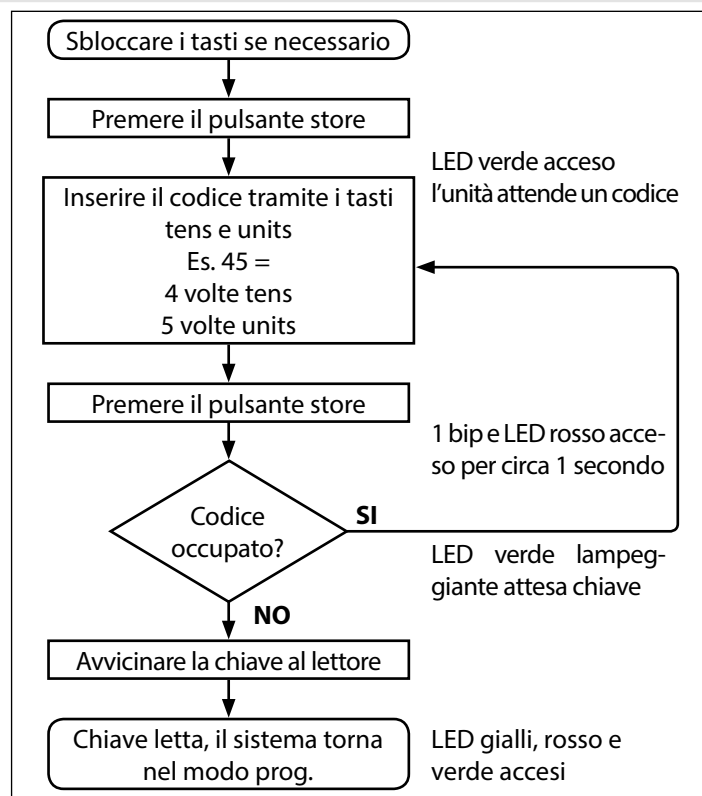 Sbloccare i tasti se necessario
Premere il pulsante store
LED verde acceso
l'unità attende un codice
Inserire il codice tramite i tasti
tens e units
Es. 45 =
4 volte tens
5 volte units
Premere il pulsante store
1 bip e LED rosso acce-
so per circa 1 secondo
Codice
occupato?
SI
LED verde lampeg-
giante attesa chiave
NO
Avvicinare la chiave al lettore
Chiave letta, il sistema torna
nel modo prog.
LED gialli, rosso e
verde accesi